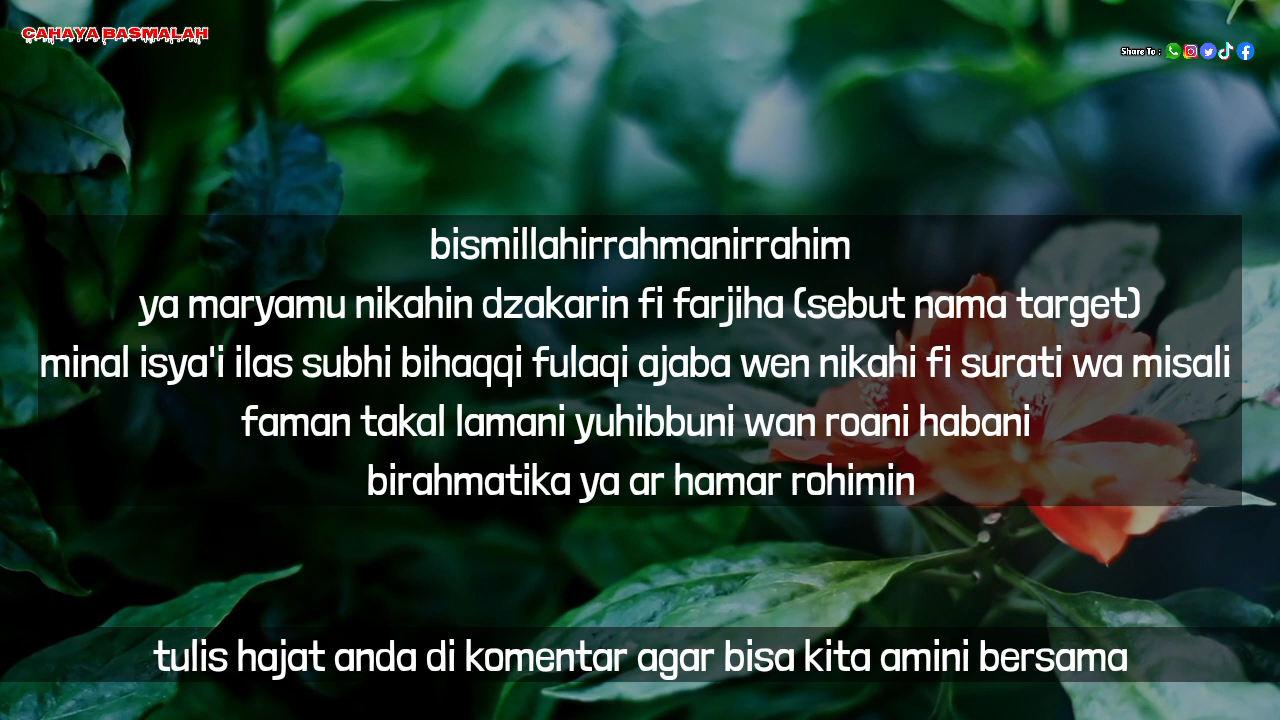 CAHAYA BASMALAH
Share To :
bismillahirrahmanirrahim
ya maryamu nikahin dzakarin fi farjiha (sebut nama target)
minal isya'i ilas subhi bihaqqi fulaqi ajaba wen nikahi fi surati wa misali
faman takal lamani yuhibbuni wan roani habani
birahmatika ya ar hamar rohimin
tulis hajat anda di komentar agar bisa kita amini bersama